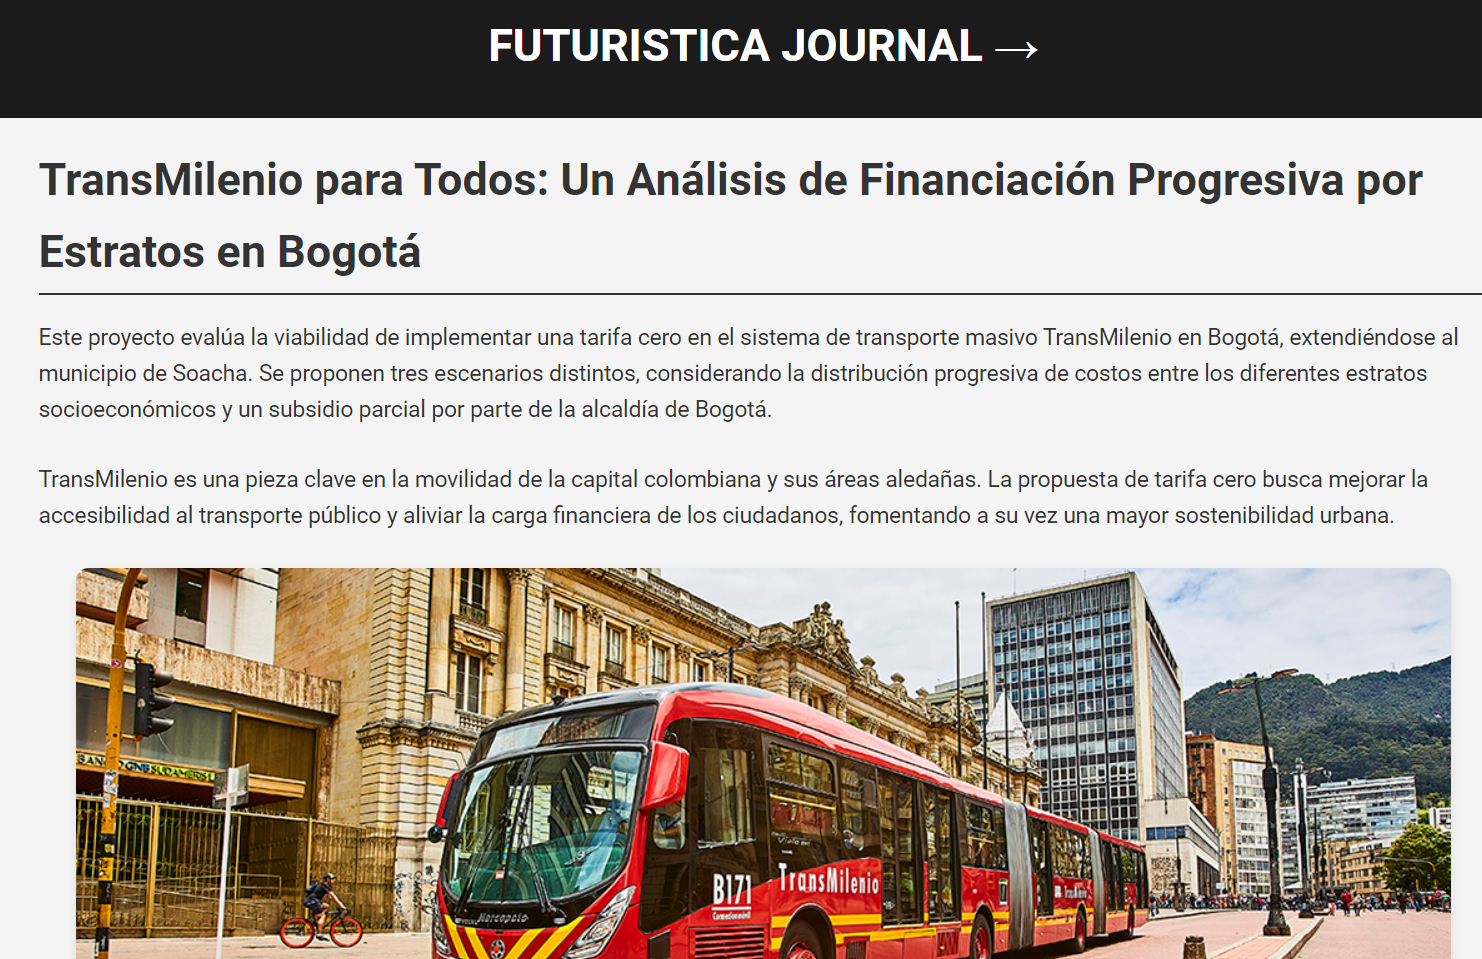 FUTURISTICA JOURNAL →
TransMilenio para Todos: Un Análisis de Financiación Progresiva por
Estratos en Bogotá
Este proyecto evalúa la viabilidad de implementar una tarifa cero en el sistema de transporte masivo TransMilenio en Bogotá, extendiéndose al
municipio de Soacha. Se proponen tres escenarios distintos, considerando la distribución progresiva de costos entre los diferentes estratos
socioeconómicos y un subsidio parcial por parte de la alcaldía de Bogotá.
TransMilenio es una pieza clave en la movilidad de la capital colombiana y sus áreas aledañas. La propuesta de tarifa cero busca mejorar la
accesibilidad al transporte público y aliviar la carga financiera de los ciudadanos, fomentando a su vez una mayor sostenibilidad urbana.
GNB SUDAMERIS
B171
TransMilenio
TransMilenio
Marcopolo